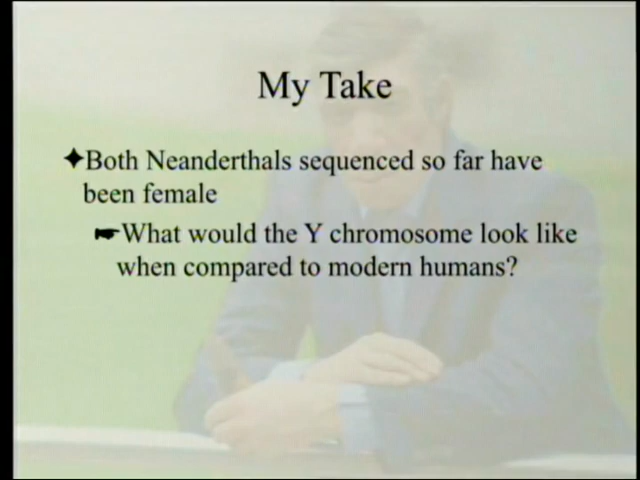 My Take
✦Both Neanderthals sequenced so far have
been female
☛What would the Y chromosome look like
when compared to modern humans?